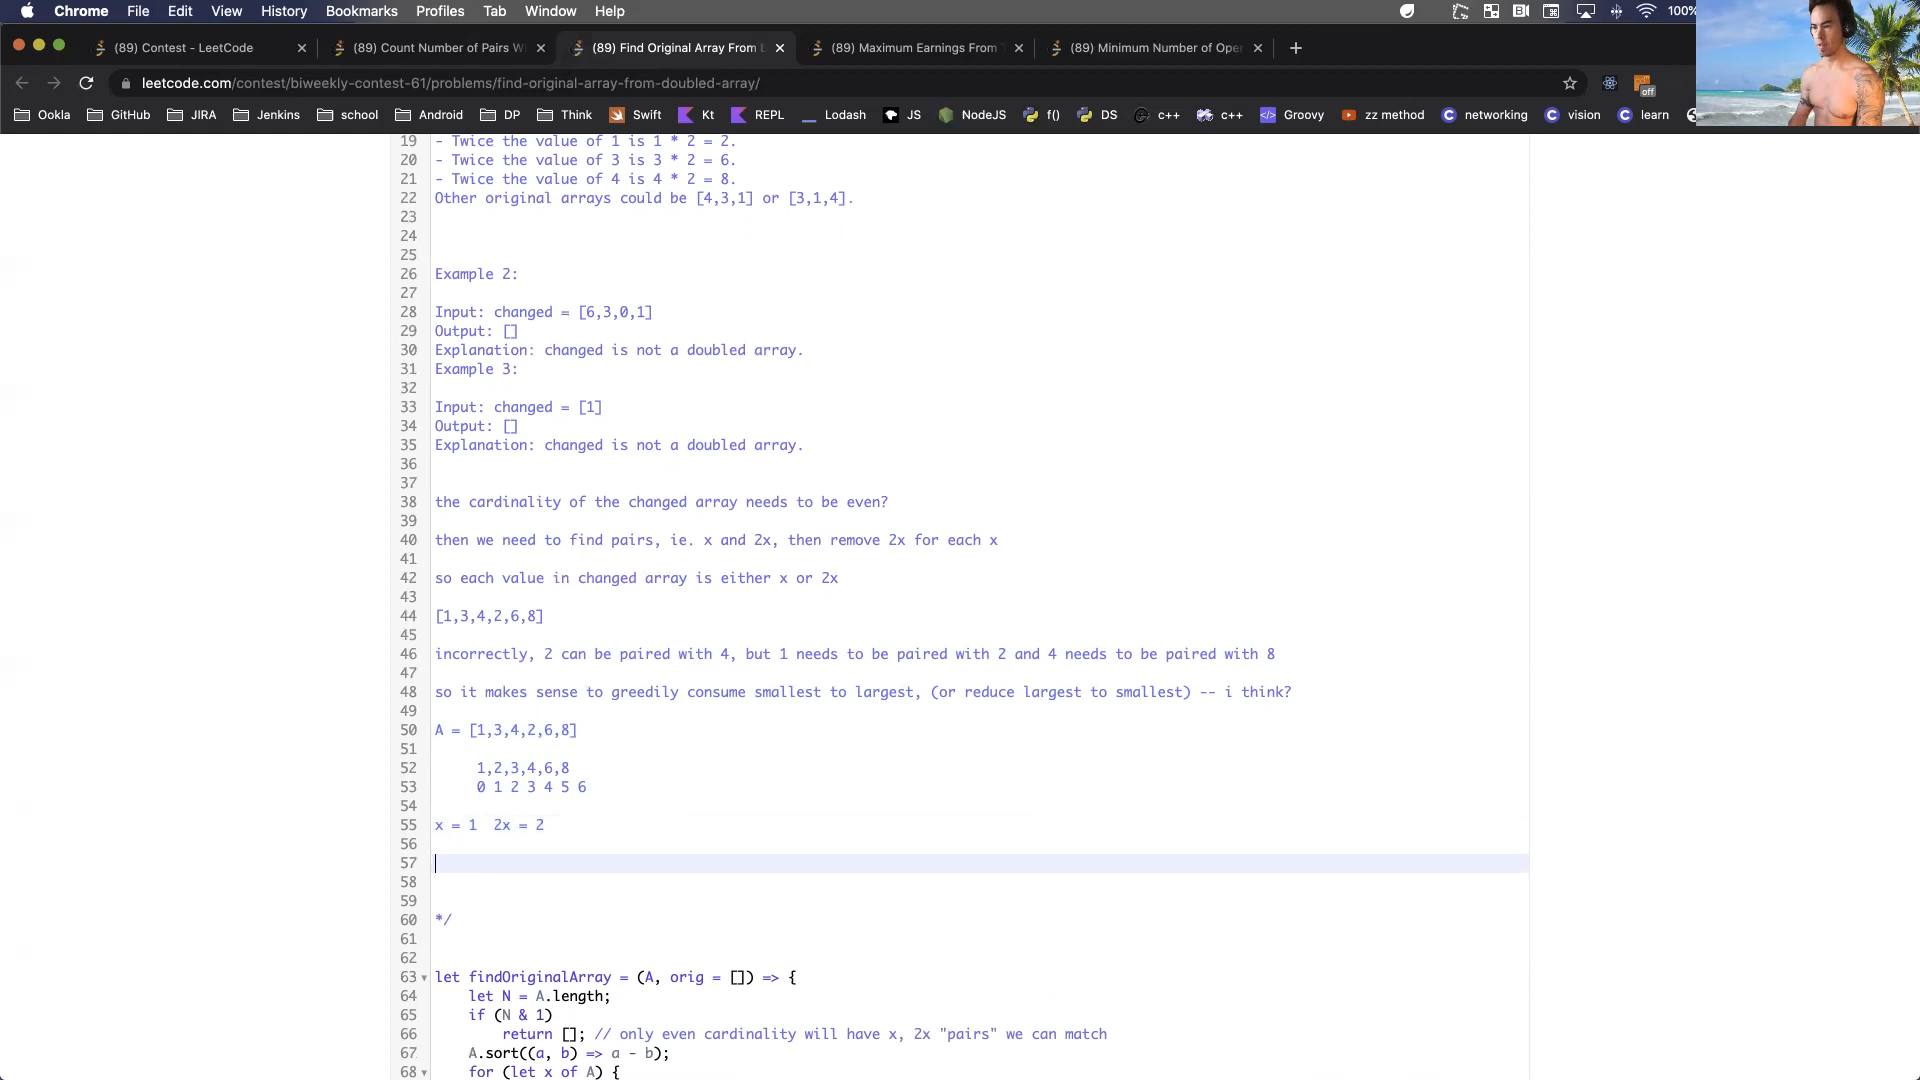 Chrome File Edit View History Bookmarks Profiles Tab Window Help 100%
(89) Contest - LeetCode (89) Count Number of Pairs W (89) Find Original Array From (89) Maximum Earnings From (89) Minimum Number of Oper
leetcode.com/contest/biweekly-contest-61/problems/find-original-array-from-doubled-array/
off
Ookla GitHub JIRA Jenkins school Android DP Think Swift Kt REPL Lodash JS NodeJS f() DS c++ c++ Groovy zz method networking vision learn
19 - Twice the value of 1 is 1 * 2 = 2.
20 - Twice the value of 3 is 3 * 2 = 6.
21 - Twice the value of 4 is 4 * 2 = 8.
22 Other original arrays could be [4,3,1] or [3,1,4].
23
24
25
26 Example 2:
27
28 Input: changed = [6,3,0,1]
29 Output: []
30 Explanation: changed is not a doubled array.
31 Example 3:
32
33 Input: changed = [1]
34 Output: []
35 Explanation: changed is not a doubled array.
36
37
38 the cardinality of the changed array needs to be even?
39
40 then we need to find pairs, ie. x and 2x, then remove 2x for each x
41
42 so each value in changed array is either x or 2x
43
44 [1,3,4,2,6,8]
45
46 incorrectly, 2 can be paired with 4, but 1 needs to be paired with 2 and 4 needs to be paired with 8
47
48 so it makes sense to greedily consume smallest to largest, (or reduce largest to smallest) -- i think?
49
50 A = [1,3,4,2,6,8]
51
52 1,2,3,4,6,8
53 0 1 2 3 4 5 6
54
55 x = 1 2x = 2
56
57
58
59
60 */
61
62
63 let findOriginalArray = (A, orig = []) => {
64 let N = A.length;
65 if (N & 1)
66 return []; // only even cardinality will have x, 2x "pairs" we can match
67 A.sort((a, b) => a - b);
68 for (let x of A) {